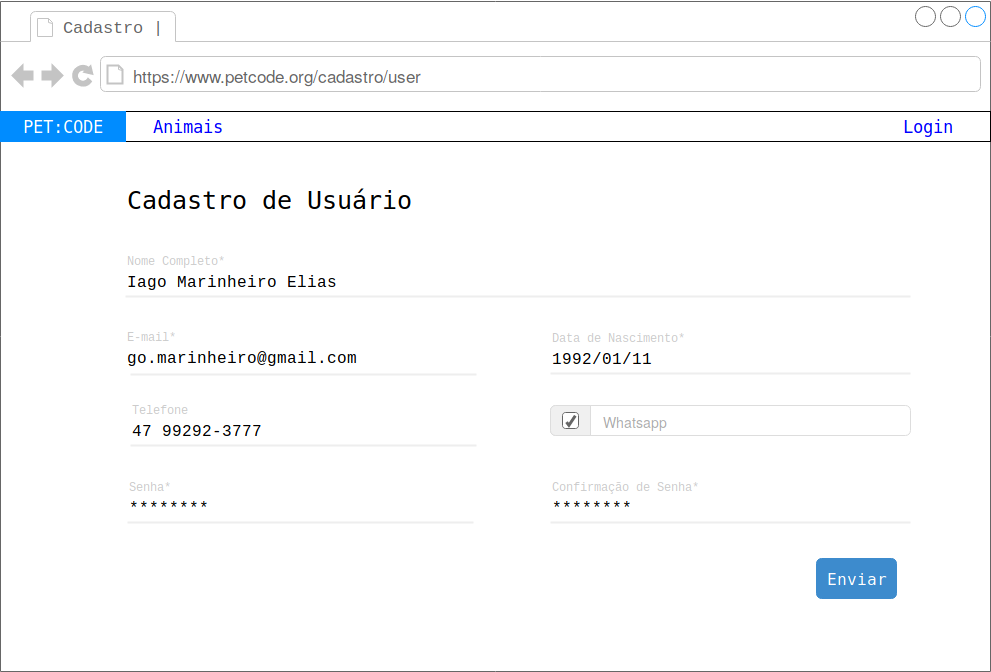 Cadastro |
https://www.petcode.org/cadastro/user
PET:CODE Animais Login
Cadastro de Usuário
Nome Completo*
Iago Marinheiro Elias
E-mail* Data de Nascimento*
go.marinheiro@gmail.com 1992/01/11
Telefone
47 99292-3777 Whatsapp
Senha* Confirmação de Senha*
******** ********
Enviar